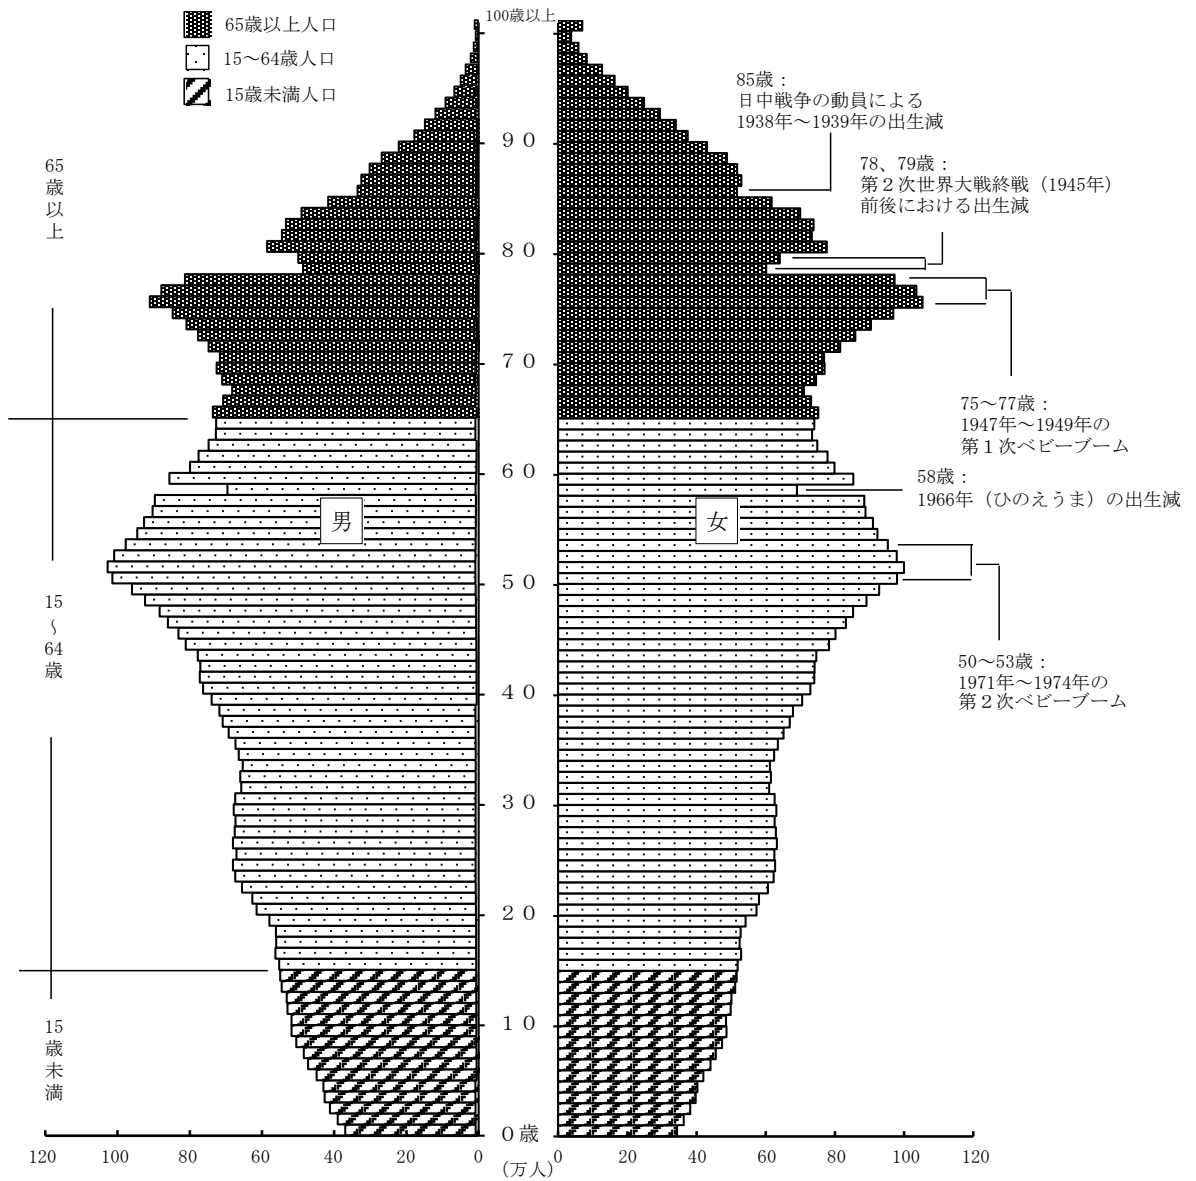 65歳以上人口
15～64歳人口
15歳未満人口
100歳以上
９０
８０
７０
６０
５０
４０
３０
２０
１０
０歳
65
歳
以
上
15
～
64
歳
15
歳
未
満
男
女
85歳：
日中戦争の動員による
1938年～1939年の出生減
78、79歳：
第２次世界大戦終戦（1945年）
前後における出生減
75～77歳：
1947年～1949年の
第１次ベビーブーム
58歳：
1966年（ひのえうま）の出生減
50～53歳：
1971年～1974年の
第２次ベビーブーム
120 100 80 60 40 20 0 (万人) 0 20 40 60 80 100 120